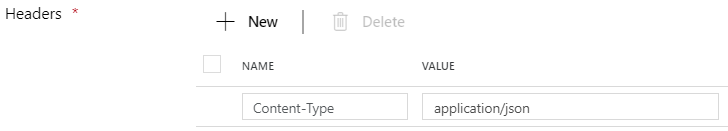 Headers *
New
Delete
NAME VALUE
Content-Type application/json